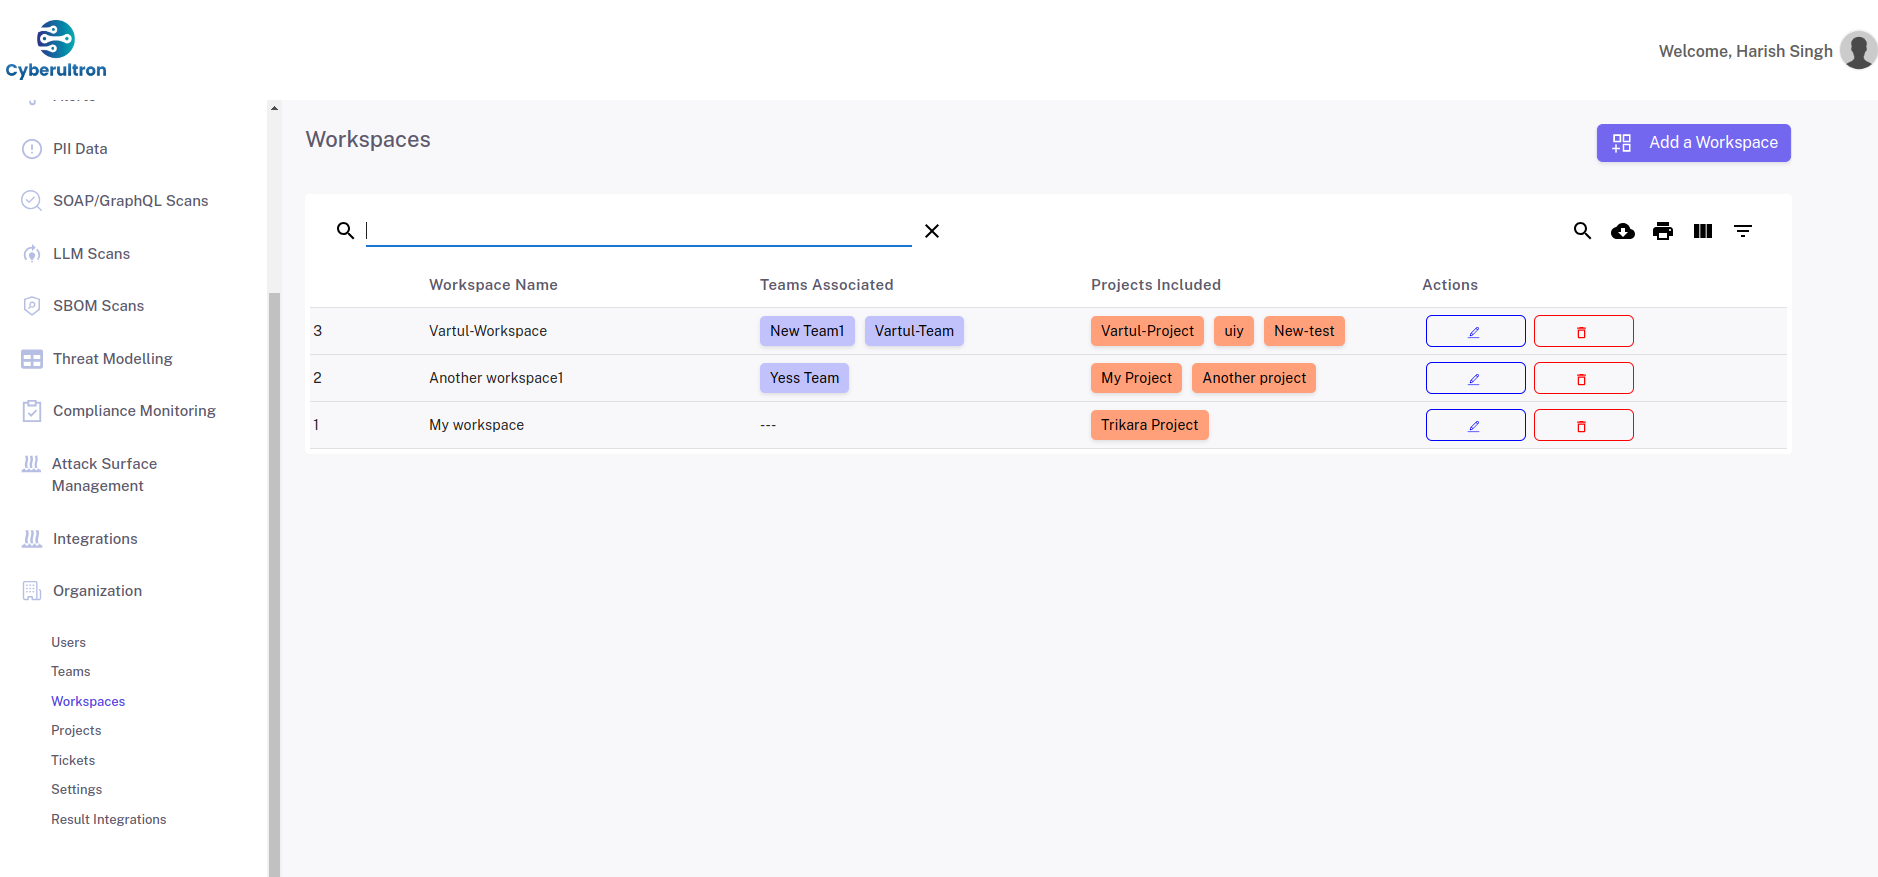 Cyberultron
Welcome, Harish Singh
PII Data
SOAP/GraphQL Scans
LLM Scans
SBOM Scans
Threat Modelling
Compliance Monitoring
Attack Surface
Management
Integrations
Organization
Users
Teams
Workspaces
Projects
Tickets
Settings
Result Integrations
Workspaces
Add a Workspace
Workspace Name Teams Associated Projects Included Actions
3 Vartul-Workspace New Team1 Vartul-Team Vartul-Project uiy New-test
2 Another workspace1 Yess Team My Project Another project
1 My workspace --- Trikara Project